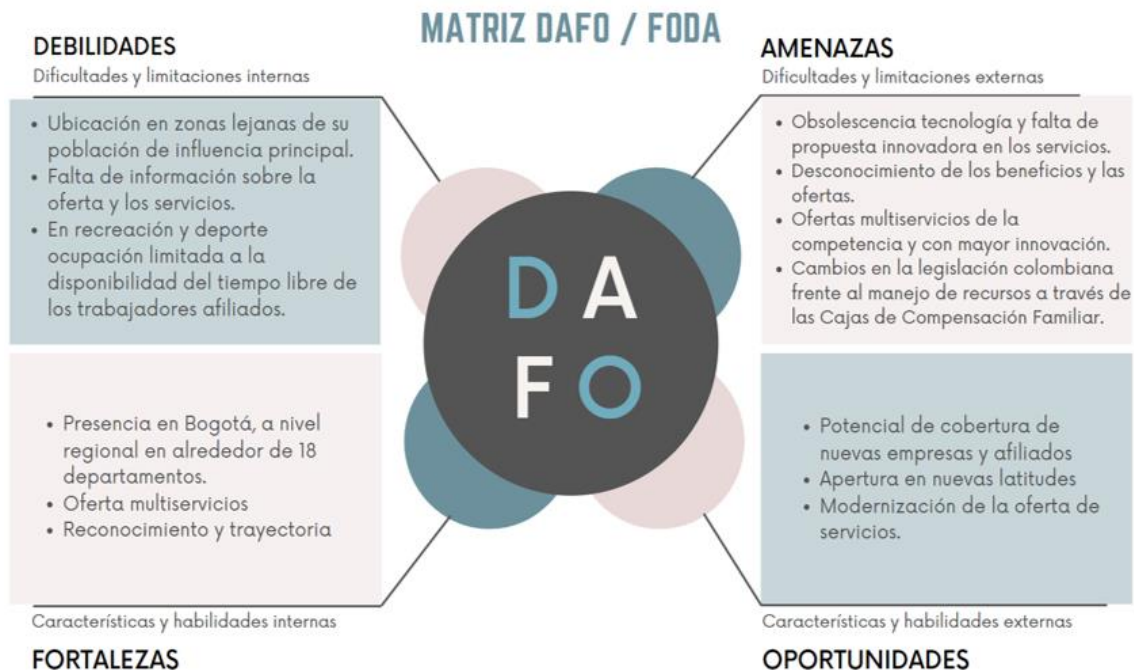 MATRIZ DAFO / FODA
DEBILIDADES
Dificultades y limitaciones internas
• Ubicación en zonas lejanas de su
población de influencia principal.
• Falta de información sobre la
oferta y los servicios.
• En recreación y deporte
ocupación limitada a la
disponibilidad del tiempo libre de
los trabajadores afiliados.
AMENAZAS
Dificultades y limitaciones externas
• Obsolescencia tecnología y falta de
propuesta innovadora en los servicios.
• Desconocimiento de los beneficios y las
ofertas.
• Ofertas multiservicios de la
competencia y con mayor innovación.
• Cambios en la legislación colombiana
frente al manejo de recursos a través de
las Cajas de Compensación Familiar.
D A
F O
• Presencia en Bogotá, a nivel
regional en alrededor de 18
departamentos.
• Oferta multiservicios
• Reconocimiento y trayectoria
Características y habilidades internas
FORTALEZAS
• Potencial de cobertura de
nuevas empresas y afiliados
• Apertura en nuevas latitudes
• Modernización de la oferta de
servicios.
Características y habilidades externas
OPORTUNIDADES